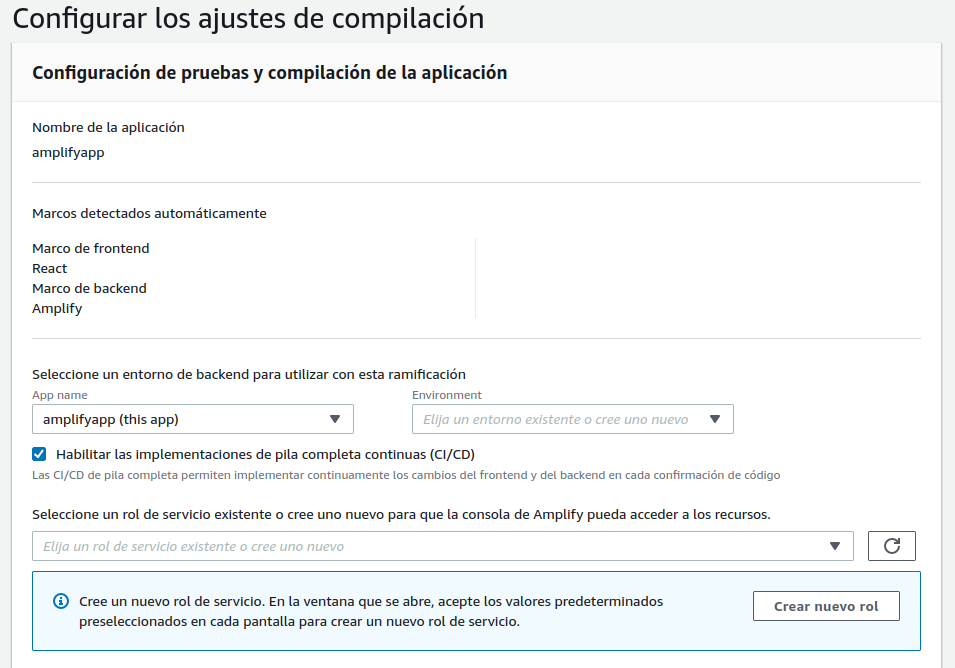 Configurar los ajustes de compilación
Configuración de pruebas y compilación de la aplicación
Nombre de la aplicación
amplifyapp
Marcos detectados automáticamente
Marco de frontend
React
Marco de backend
Amplify
Seleccione un entorno de backend para utilizar con esta ramificación
App name
Environment
amplifyapp (this app)
Elija un entorno existente o cree uno nuevo
Habilitar las implementaciones de pila completa continuas (CI/CD)
Las CI/CD de pila completa permiten implementar continuamente los cambios del frontend y del backend en cada confirmación de código
Seleccione un rol de servicio existente o cree uno nuevo para que la consola de Amplify pueda acceder a los recursos.
Elija un rol de servicio existente o cree uno nuevo
Cree un nuevo rol de servicio. En la ventana que se abre, acepte los valores predeterminados
preseleccionados en cada pantalla para crear un nuevo rol de servicio.
Crear nuevo rol